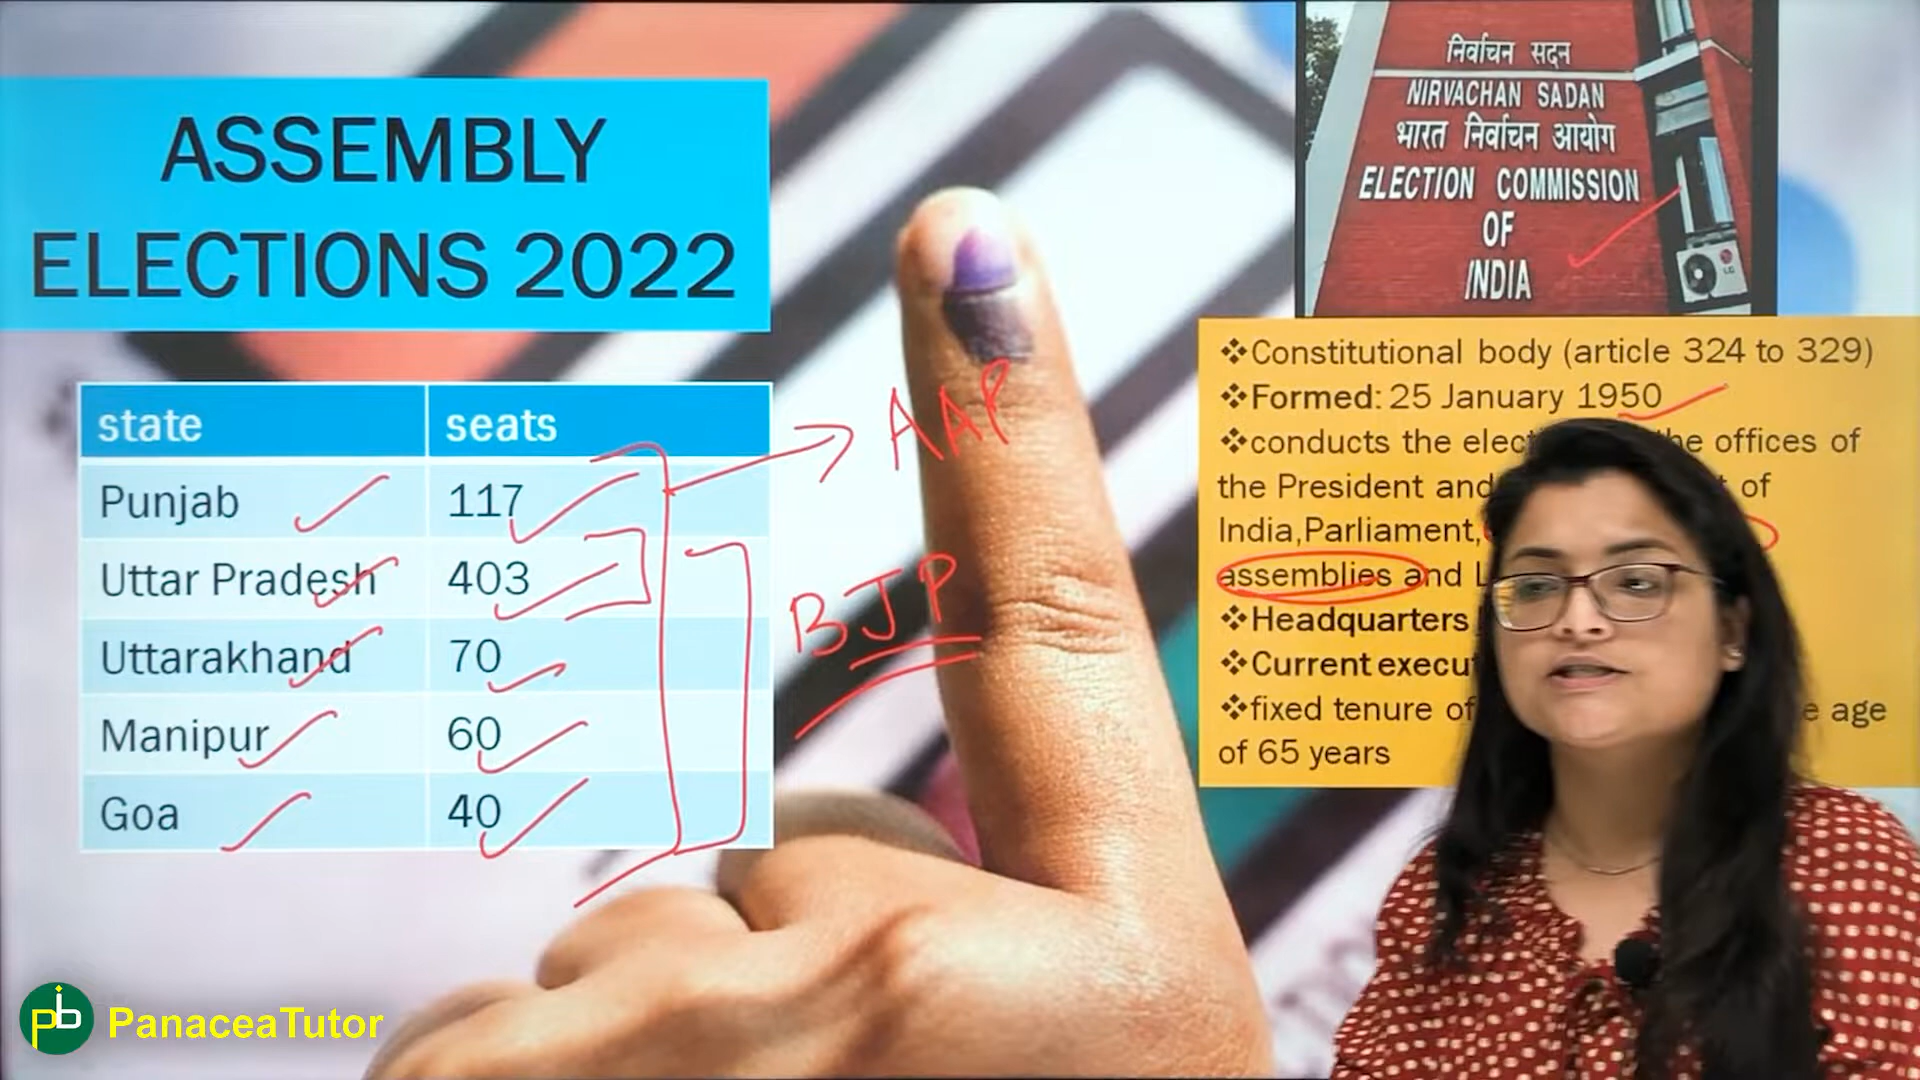 ASSEMBLY
ELECTIONS 2022
state seats
Punjab 117
Uttar Pradesh 403
Uttarakhand 70
Manipur 60
Goa 40
AAP
BJP
निर्वाचन सदन
NIRVACHAN SADAN
भारत निर्वाचन आयोग
ELECTION COMMISSION
OF
INDIA
LG
❖Constitutional body (article 324 to 329)
❖Formed: 25 January 1950
❖conducts the offices of
the President and of
India,Parliament,
assemblies and
❖Headquarters
❖Current
❖fixed tenure of age
of 65 years
pb PanaceaTutor